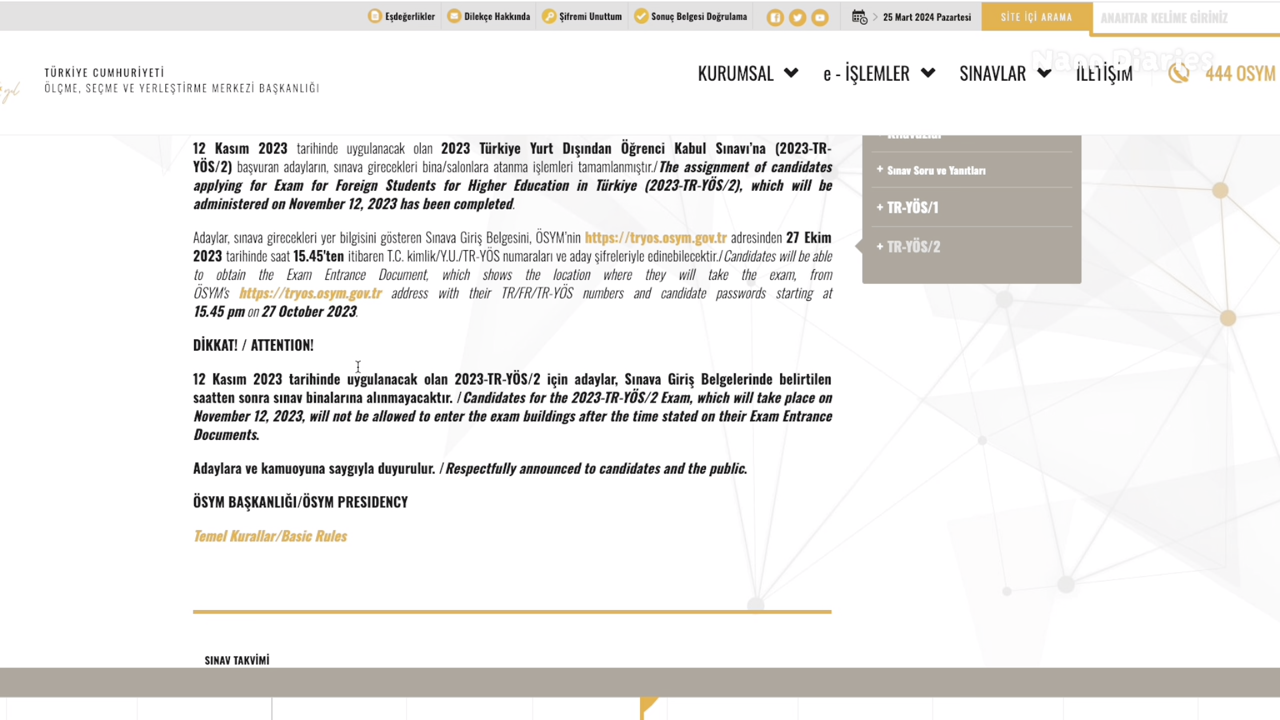 Eşdeğerlikler Dilekçe Hakkında Şifremi Unuttum Sonuç Belgesi Doğrulama 25 Mart 2024 Pazartesi SİTE İÇİ ARAMA ANAHTAR KELİME GİRİNİZ
Nano Diaries
TÜRKİYE CUMHURİYETİ
ÖLÇME, SEÇME VE YERLEŞTİRME MERKEZİ BAŞKANLIĞI
KURUMSAL e - İŞLEMLER SINAVLAR İLETİŞİM 444 OSYM
12 Kasım 2023 tarihinde uygulanacak olan 2023 Türkiye Yurt Dışından Öğrenci Kabul Sınavı'na (2023-TR-
YÖS/2) başvuran adayların, sınava girecekleri bina/salonlara atanma işlemleri tamamlanmıştır./The assignment of candidates
applying for Exam for Foreign Students for Higher Education in Türkiye (2023-TR-YÖS/2), which will be
administered on November 12, 2023 has been completed.
Adaylar, sınava girecekleri yer bilgisini gösteren Sınava Giriş Belgesini, ÖSYM'nin https://tryos.osym.gov.tr adresinden 27 Ekim
2023 tarihinde saat 15.45'ten itibaren T.C. kimlik/Y.U./TR-YÖS numaraları ve aday şifreleriyle edinebilecektir./Candidates will be able
to obtain the Exam Entrance Document, which shows the location where they will take the exam, from
ÖSYM's https://tryos.osym.gov.tr address with their TR/FR/TR-YÖS numbers and candidate passwords starting at
15.45 pm on 27 October 2023.
DİKKAT! / ATTENTION!
12 Kasım 2023 tarihinde uygulanacak olan 2023-TR-YÖS/2 için adaylar, Sınava Giriş Belgelerinde belirtilen
saatten sonra sınav binalarına alınmayacaktır. /Candidates for the 2023-TR-YÖS/2 Exam, which will take place on
November 12, 2023, will not be allowed to enter the exam buildings after the time stated on their Exam Entrance
Documents.
Adaylara ve kamuoyuna saygıyla duyurulur. /Respectfully announced to candidates and the public.
ÖSYM BAŞKANLIĞI/ÖSYM PRESIDENCY
Temel Kurallar/Basic Rules
+ Sınav Soru ve Yanıtları
+ TR-YÖS/1
+ TR-YÖS/2
SINAV TAKVİMİ